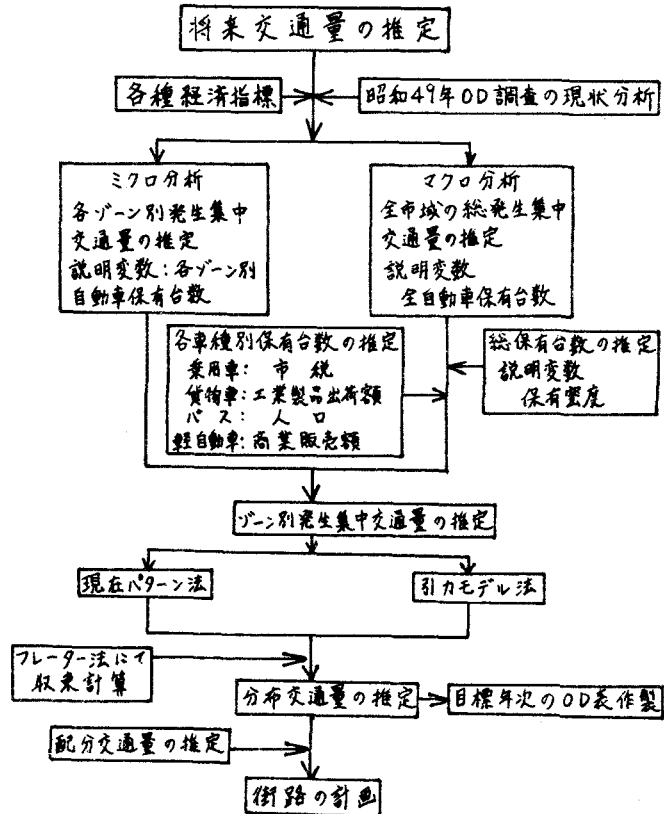 将来交通量の推定
各種経済指標
昭和49年OD調査の現状分析
ミクロ分析
各ゾーン別発生集中
交通量の推定
説明変数：各ゾーン別
自動車保有台数
マクロ分析
全市域の総発生集中
交通量の推定
説明変数
全自動車保有台数
各車種別保有台数の推定
乗用車：市税
貨物車：工業製品出荷額
バス：人口
軽自動車：商業販売額
総保有台数の推定
説明変数
保有密度
ゾーン別発生集中交通量の推定
現在パターン法
引力モデル法
フレーター法にて
収束計算
分布交通量の推定
目標年次のOD表作製
配分交通量の推定
街路の計画